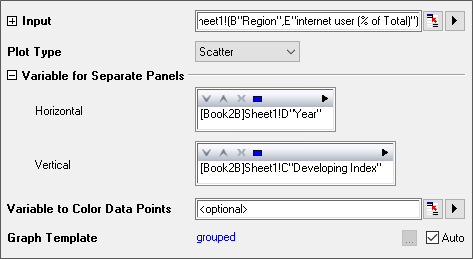 Input
heet1!(B"Region",E"internet user (% of Total)")
Plot Type
Scatter
Variable for Separate Panels
Horizontal
[Book2B]Sheet1!D"Year"
Vertical
[Book2B]Sheet1!C"Developing Index"
Variable to Color Data Points
<optional>
Graph Template
grouped
...
Auto